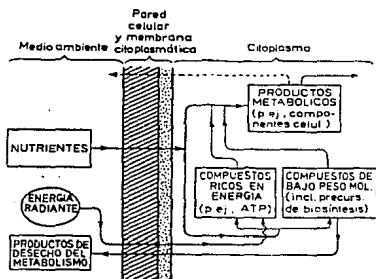 Pared
celular
y membrana
citoplasmática
Medio ambiente
Citoplasma
PRODUCTOS
METABOLICOS
(p ej, compo-
nentes celul.)
NUTRIENTES
ENERGIA
RADIANTE
PRODUCTOS DE
DESECHO DEL
METABOLISMO
COMPUESTOS
RICOS EN
ENERGIA
(p ej, ATP)
COMPUESTOS DE
BAJO PESO MOL.
(incl. precurs.
de biosíntesis)